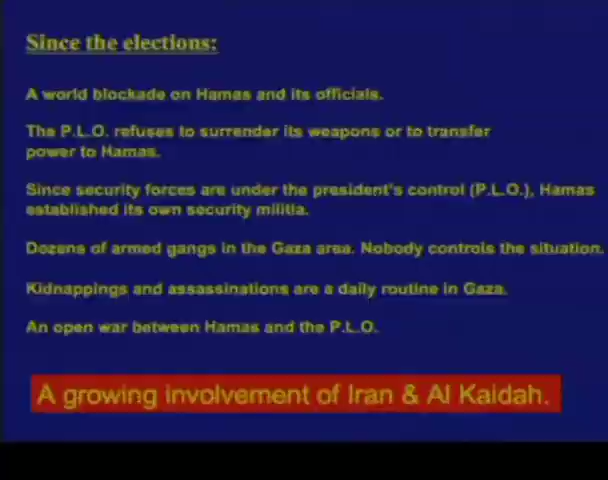 Since the elections:
A world blockade on Hamas and its officials.
The P.L.O. refuses to surrender its weapons or to transfer
power to Hamas.
Since security forces are under the president's control (P.L.O.), Hamas
established its own security militia.
Dozens of armed gangs in the Gaza area. Nobody controls the situation.
Kidnappings and assassinations are a daily routine in Gaza.
An open war between Hamas and the P.L.O.
A growing involvement of Iran & Al Kaidah.